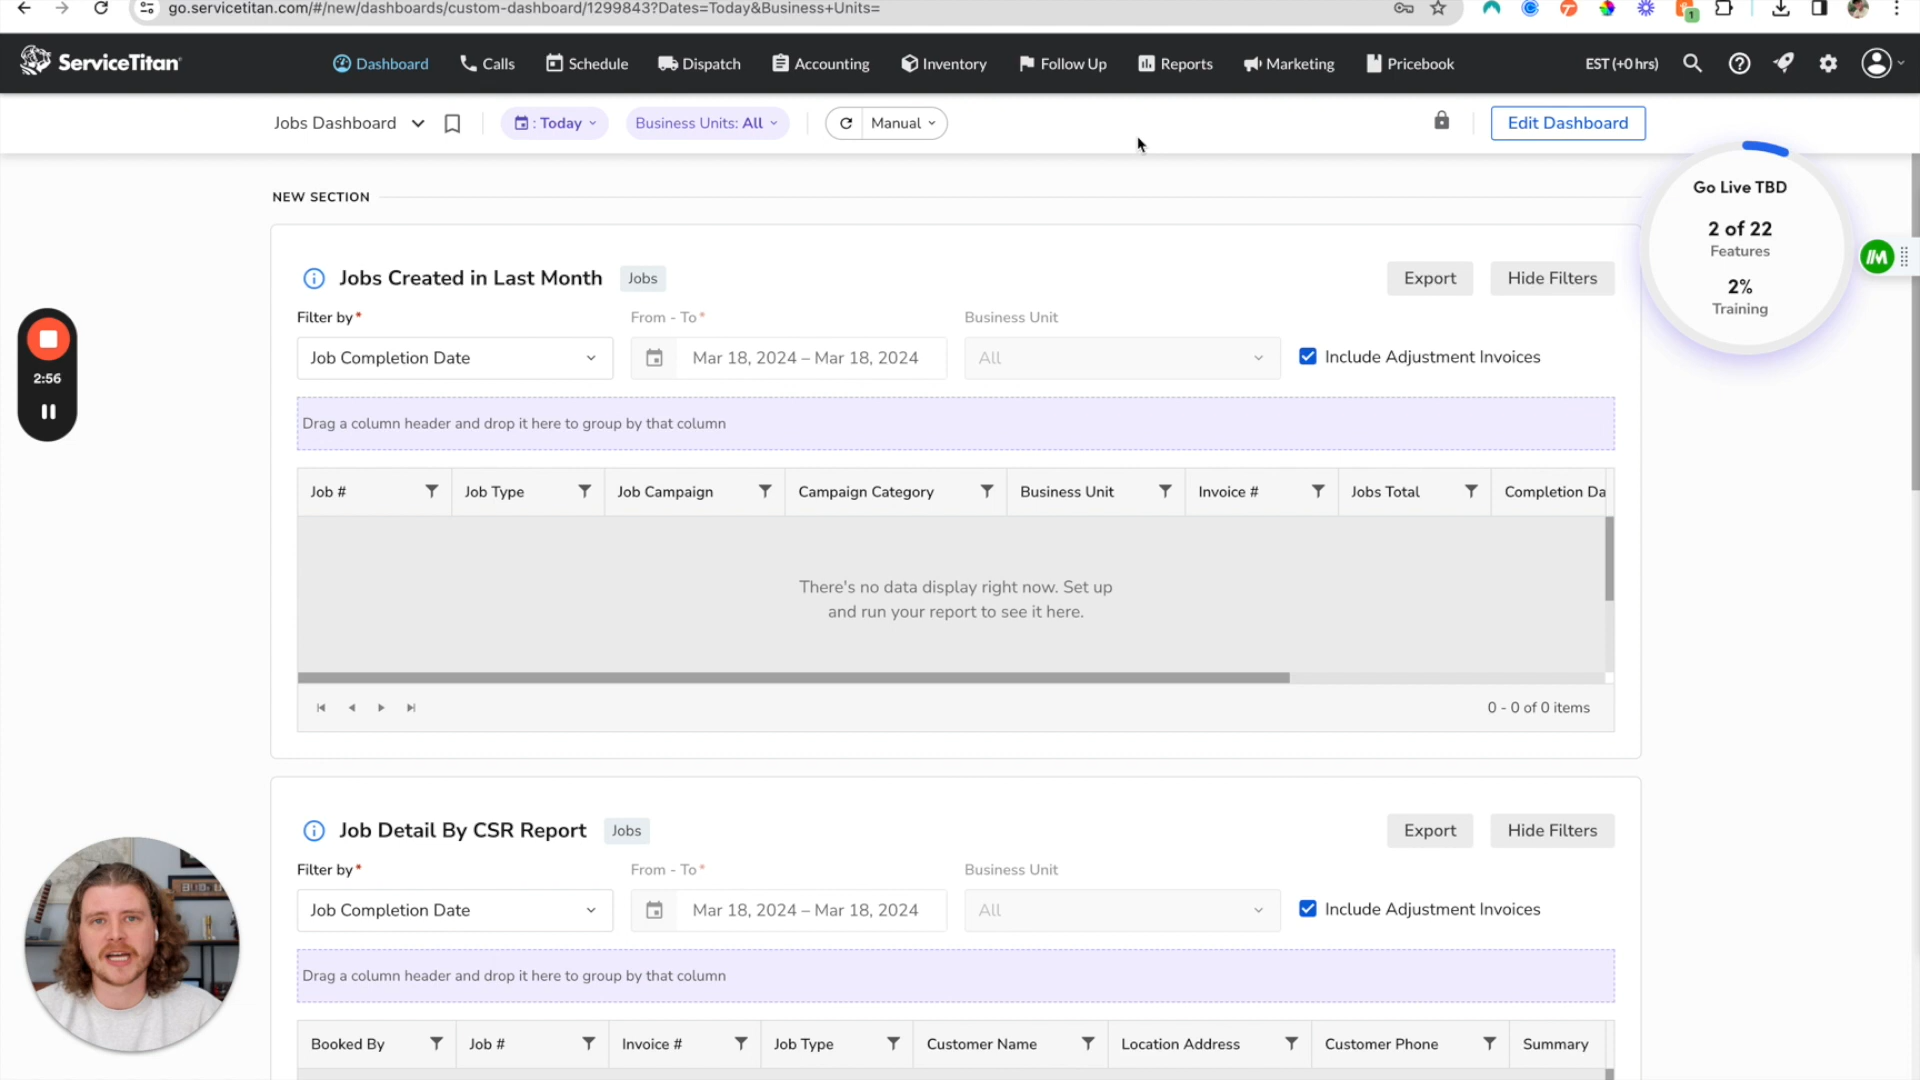 go.servicetitan.com/#/new/dashboards/custom-dashboard/1299843?Dates=Today&Business+Units=
1
ServiceTitan
Dashboard
Calls
Schedule
Dispatch
Accounting
Inventory
Follow Up
Reports
Marketing
Pricebook
EST (+0 hrs)
Jobs Dashboard
: Today
Business Units: All
Manual
Edit Dashboard
Go Live TBD
2 of 22
Features
2%
Training
NEW SECTION
Jobs Created in Last Month
Jobs
Export
Hide Filters
Filter by*
From - To*
Business Unit
Job Completion Date
Mar 18, 2024 – Mar 18, 2024
All
Include Adjustment Invoices
2:56
Drag a column header and drop it here to group by that column
Job #
Job Type
Job Campaign
Campaign Category
Business Unit
Invoice #
Jobs Total
Completion Da
There's no data display right now. Set up
and run your report to see it here.
0 - 0 of 0 items
Job Detail By CSR Report
Jobs
Export
Hide Filters
Filter by*
From - To*
Business Unit
Job Completion Date
Mar 18, 2024 – Mar 18, 2024
All
Include Adjustment Invoices
Drag a column header and drop it here to group by that column
Booked By
Job #
Invoice #
Job Type
Customer Name
Location Address
Customer Phone
Summary